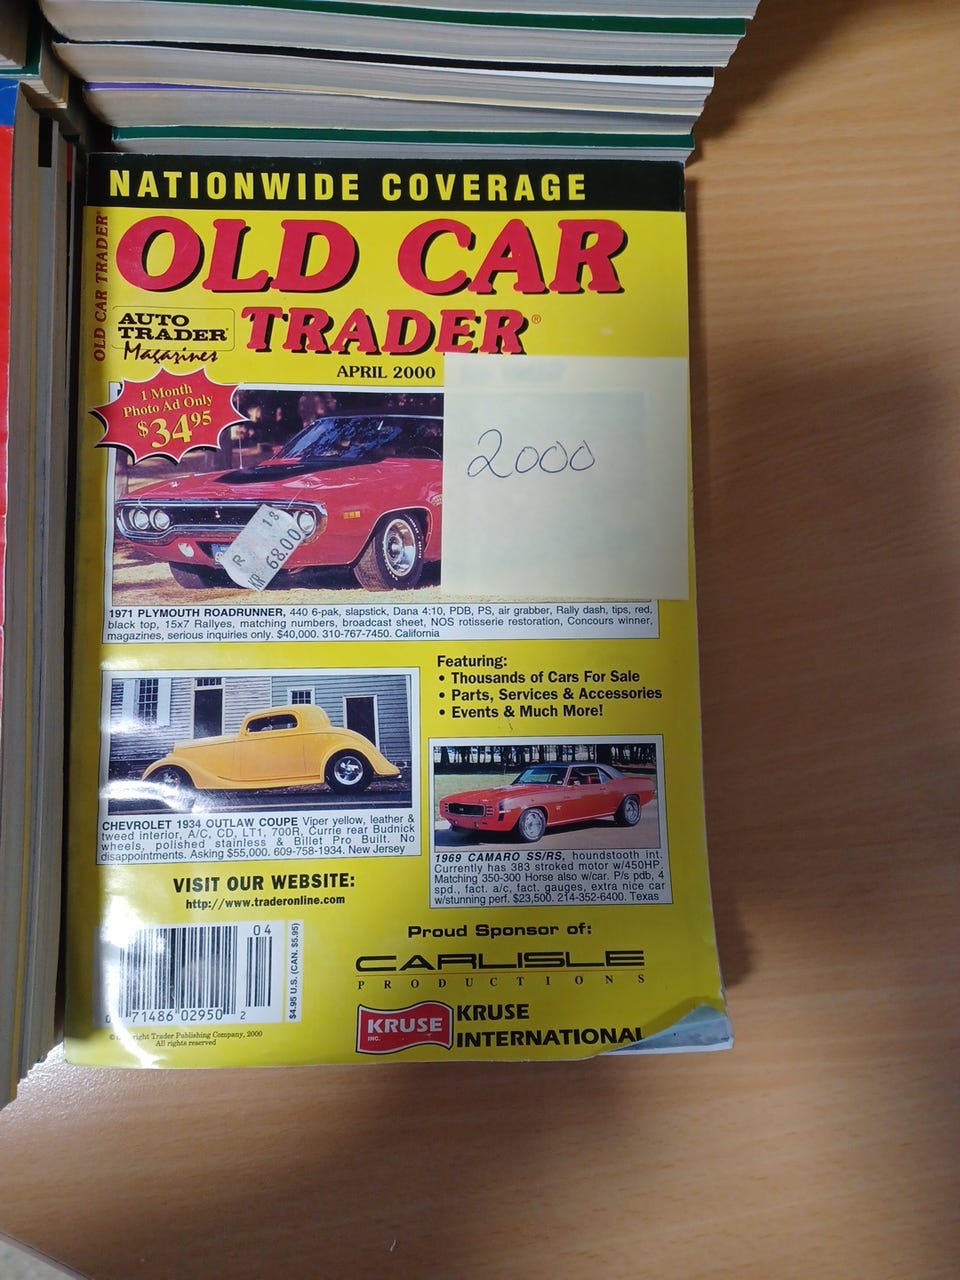 NATIONWIDE COVERAGE
OLD CAR TRADER
OLD CAR
TRADER®
AUTO
TRADER®
Magazines
APRIL 2000
1 Month
Photo Ad Only
$3495
2000
R 18
KR 68.00
1971 PLYMOUTH ROADRUNNER, 440 6-pak, slapstick, Dana 4:10, PDB, PS, air grabber, Rally dash, tips, red,
black top, 15x7 Rallyes, matching numbers, broadcast sheet, NOS rotisserie restoration, Concours winner,
magazines, serious inquiries only. $40,000. 310-767-7450. California
Featuring:
• Thousands of Cars For Sale
• Parts, Services & Accessories
• Events & Much More!
CHEVROLET 1934 OUTLAW COUPE Viper yellow, leather &
tweed interior, A/C, CD, LT1, 700R, Currie rear Budnick
wheels, polished stainless & Billet Pro Built. No
disappointments. Asking $55,000. 609-758-1934. New Jersey
1969 CAMARO SS/RS, houndstooth int.
Currently has 383 stroked motor w/450HP.
Matching 350-300 Horse also w/car. P/s pdb, 4
spd., fact. a/c, fact. gauges, extra nice car
w/stunning perf. $23,500. 214-352-6400. Texas
VISIT OUR WEBSITE:
http://www.traderonline.com
04
0 71486 02950 2
$4.95 U.S. (CAN. $5.95)
Trader Publishing Company, 2000
All rights reserved
Proud Sponsor of:
CARLISLE
PRODUCTIONS
KRUSE
INC.
KRUSE
INTERNATIONAL